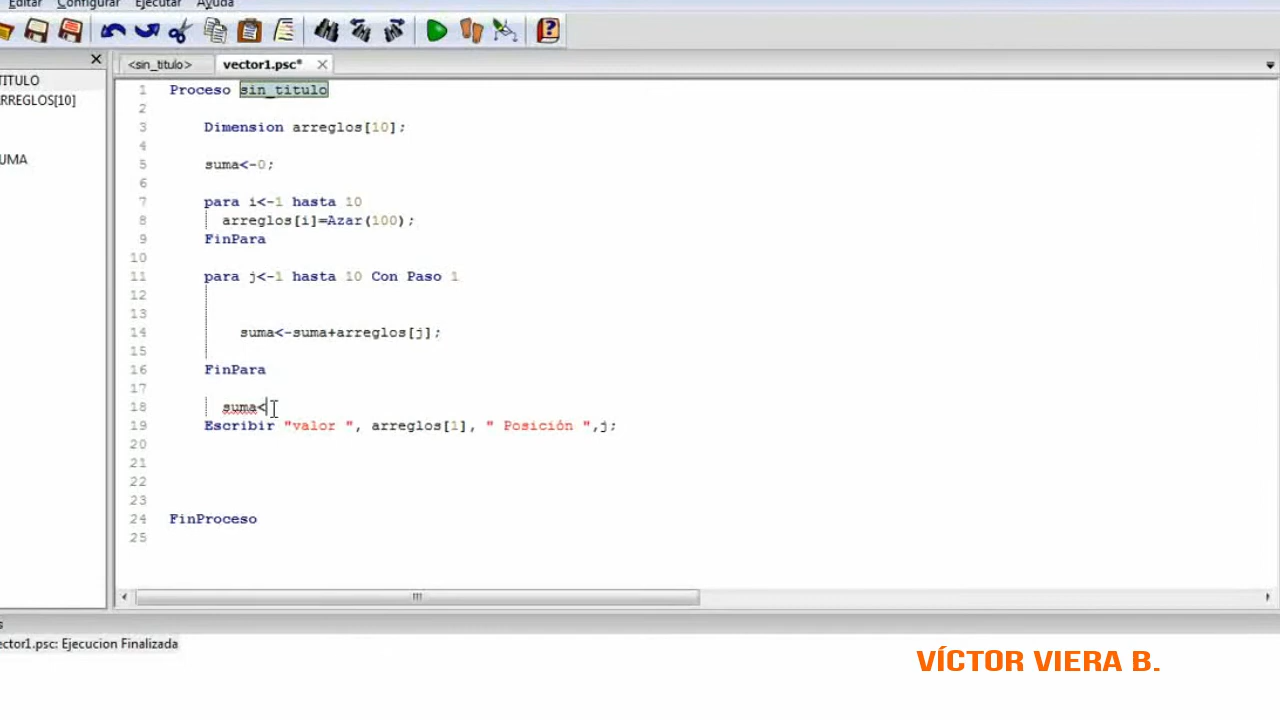 Editar Configurar Ejecutar Ayuda
<sin_titulo> vector1.psc*
TITULO
RREGLOS[10]
UMA
1 Proceso sin_titulo
2
3 Dimension arreglos[10];
4
5 suma<-0;
6
7 para i<-1 hasta 10
8 arreglos[i]=Azar(100);
9 FinPara
10
11 para j<-1 hasta 10 Con Paso 1
12
13
14 suma<-suma+arreglos[j];
15
16 FinPara
17
18 suma<
19 Escribir "valor ", arreglos[1], " Posición ",j;
20
21
22
23
24 FinProceso
25
s
ector1.psc: Ejecucion Finalizada
VÍCTOR VIERA B.